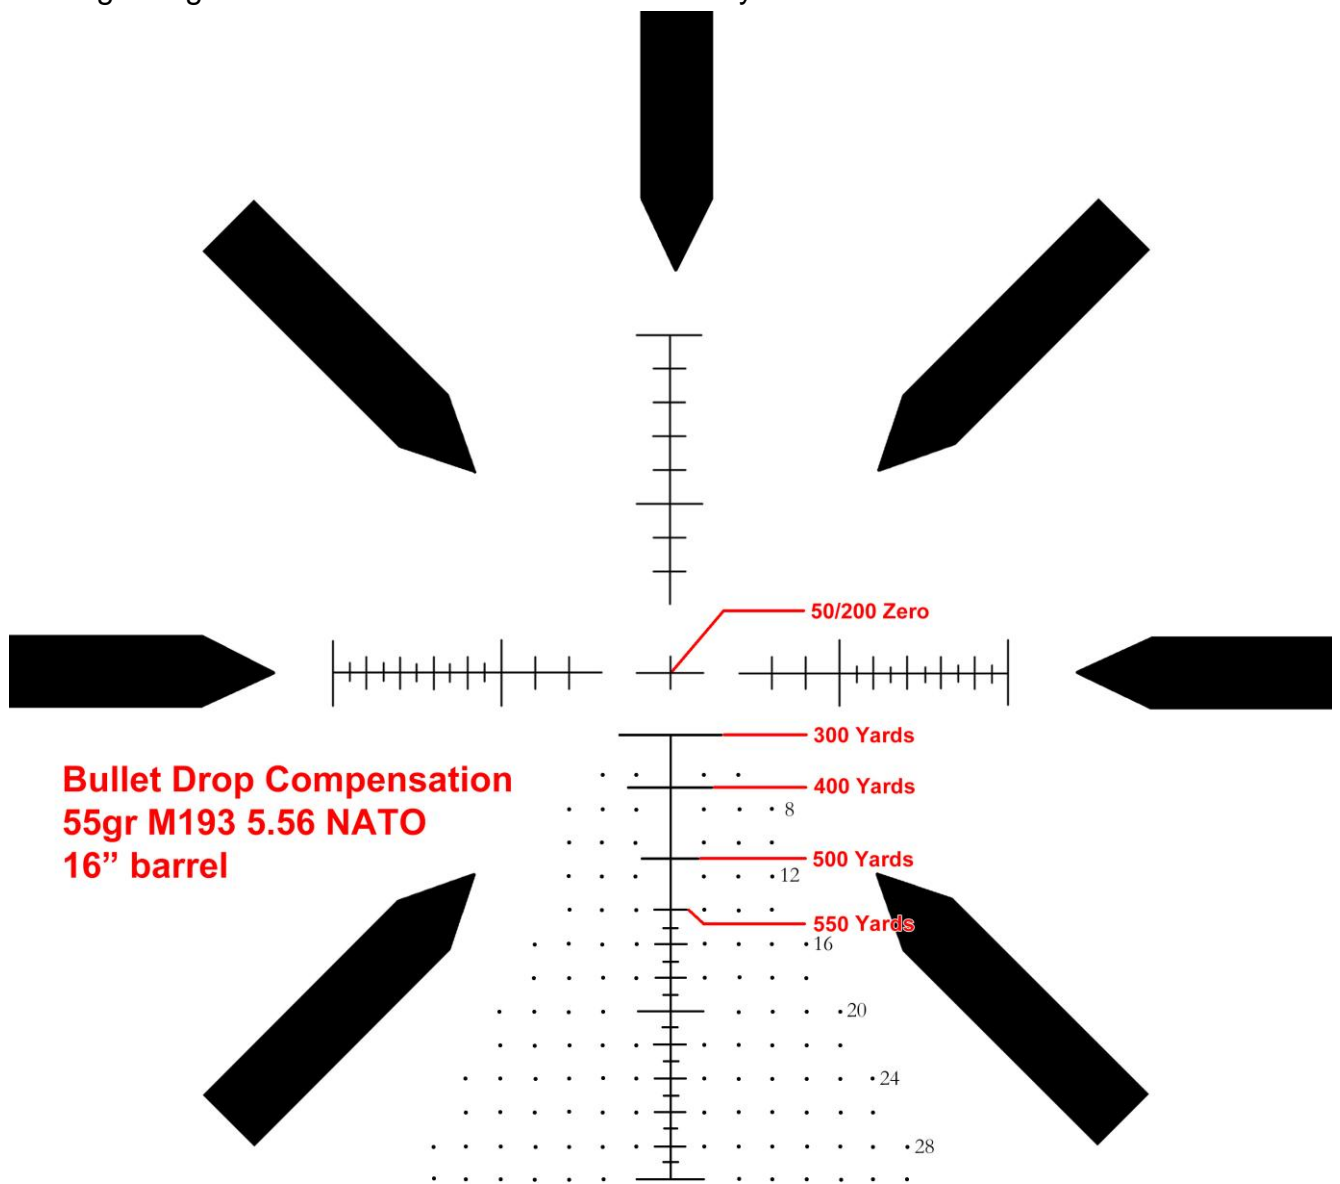 50/200 Zero
300 Yards
Bullet Drop Compensation
55gr M193 5.56 NATO
16” barrel
400 Yards
8
500 Yards
12
550 Yards
16
20
24
28